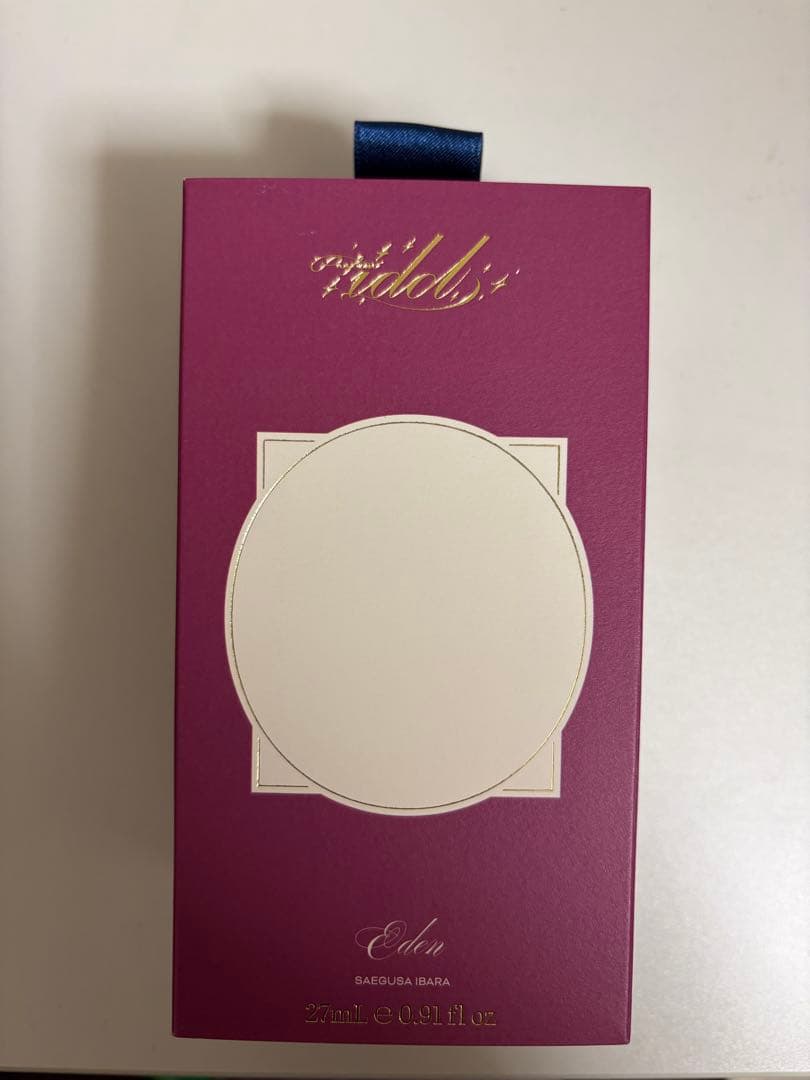 idol
Eden
SAEGUSA IBARA
27mL ℮ 0.91 fl oz